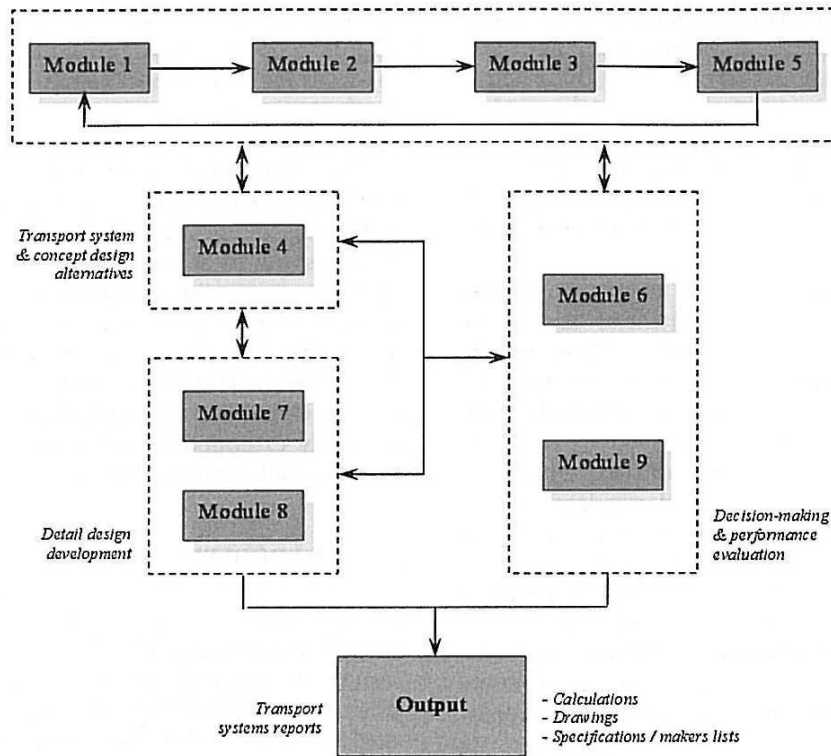 Module 1
Module 2
Module 3
Module 5
Transport system
& concept design
alternatives
Module 4
Module 6
Module 7
Module 8
Module 9
Detail design
development
Decision-making
& performance
evaluation
Transport
systems reports
Output
- Calculations
- Drawings
- Specifications / makers lists